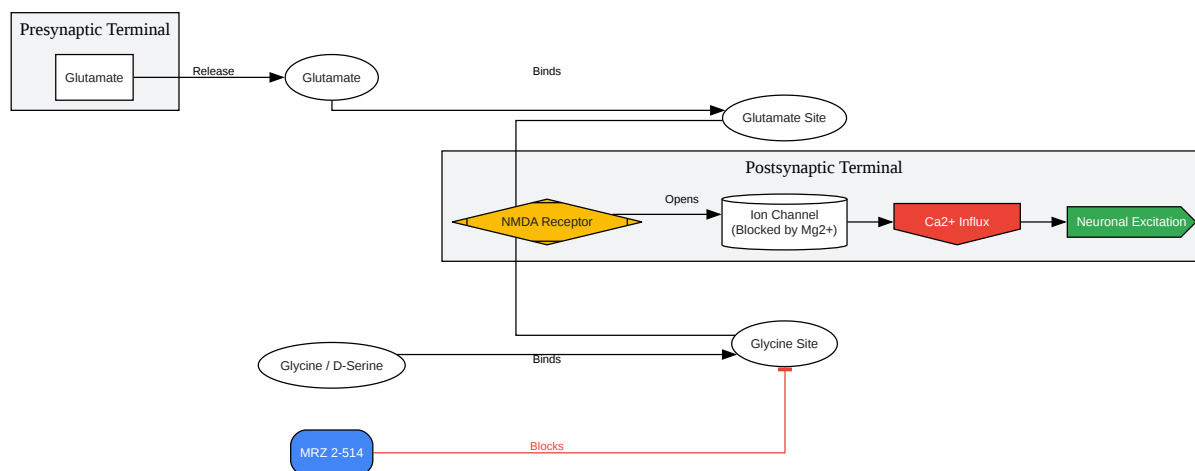 Presynaptic Terminal
Glutamate
Release
Glutamate
Binds
Glutamate Site
Postsynaptic Terminal
NMDA Receptor
Opens
Ion Channel
(Blocked by Mg2+)
Ca2+ Influx
Neuronal Excitation
Glycine / D-Serine
Binds
Glycine Site
MRZ 2-514
Blocks